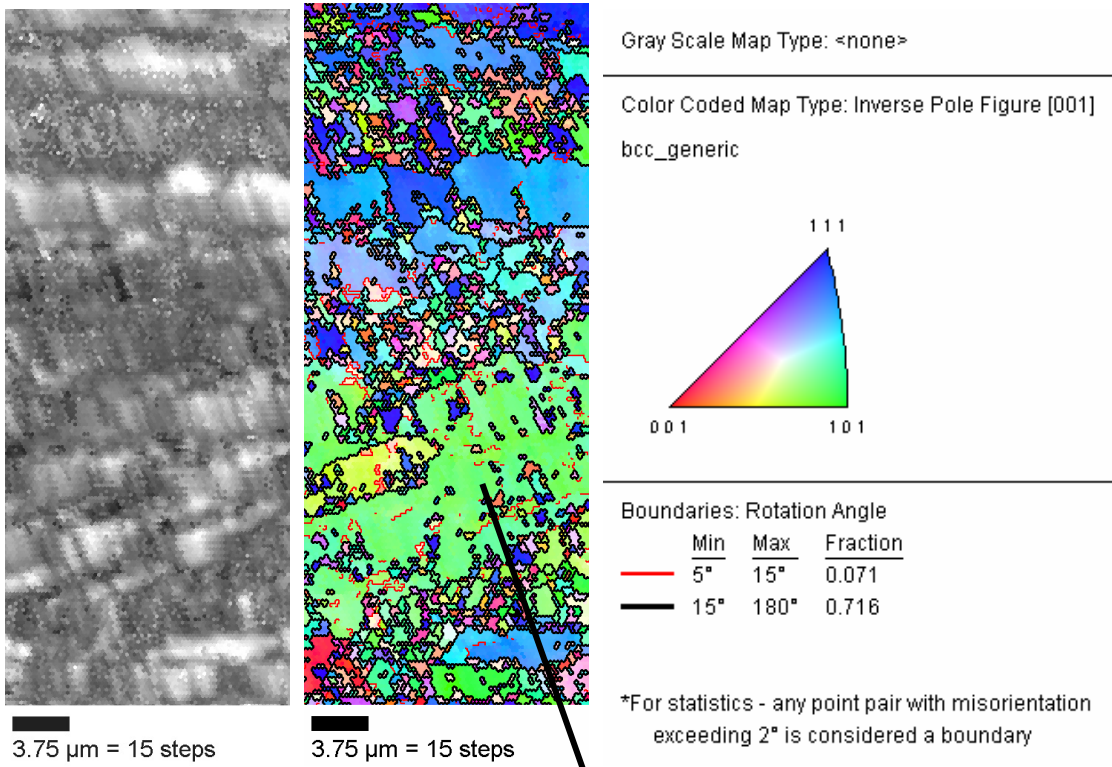 3.75 µm = 15 steps
3.75 µm = 15 steps
Gray Scale Map Type: <none>
Color Coded Map Type: Inverse Pole Figure [001]
bcc_generic
1 1 1
0 0 1
1 0 1
Boundaries: Rotation Angle
Min Max Fraction
5° 15° 0.071
15° 180° 0.716
*For statistics - any point pair with misorientation
exceeding 2° is considered a boundary